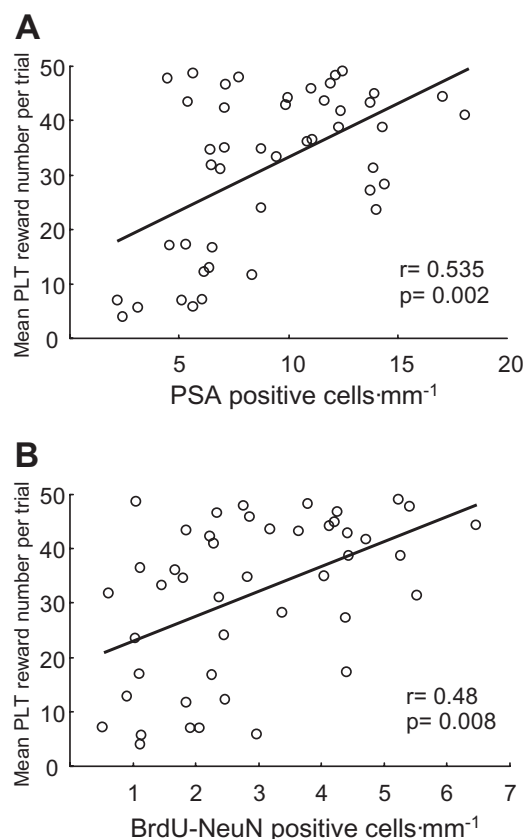 A
Mean PLT reward number per trial
50
40
30
20
10
0
r= 0.535
p= 0.002
5
10
15
20
PSA positive cells·mm-1
B
Mean PLT reward number per trial
50
40
30
20
10
0
r= 0.48
p= 0.008
1
2
3
4
5
6
7
BrdU-NeuN positive cells·mm-1